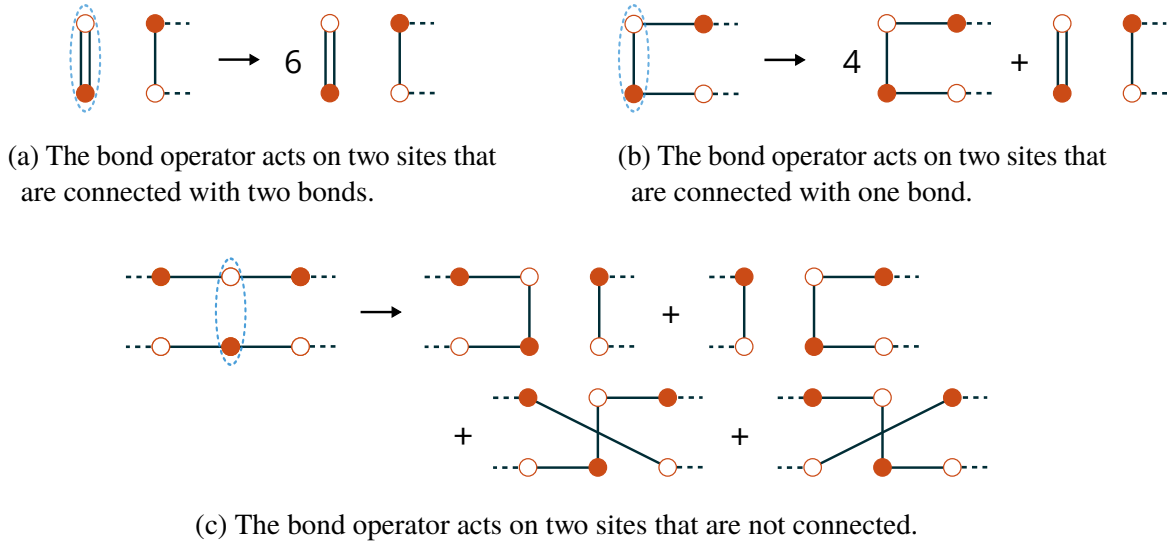 6
4
+
(a) The bond operator acts on two sites that
are connected with two bonds.
(b) The bond operator acts on two sites that
are connected with one bond.
+
+
+
(c) The bond operator acts on two sites that are not connected.